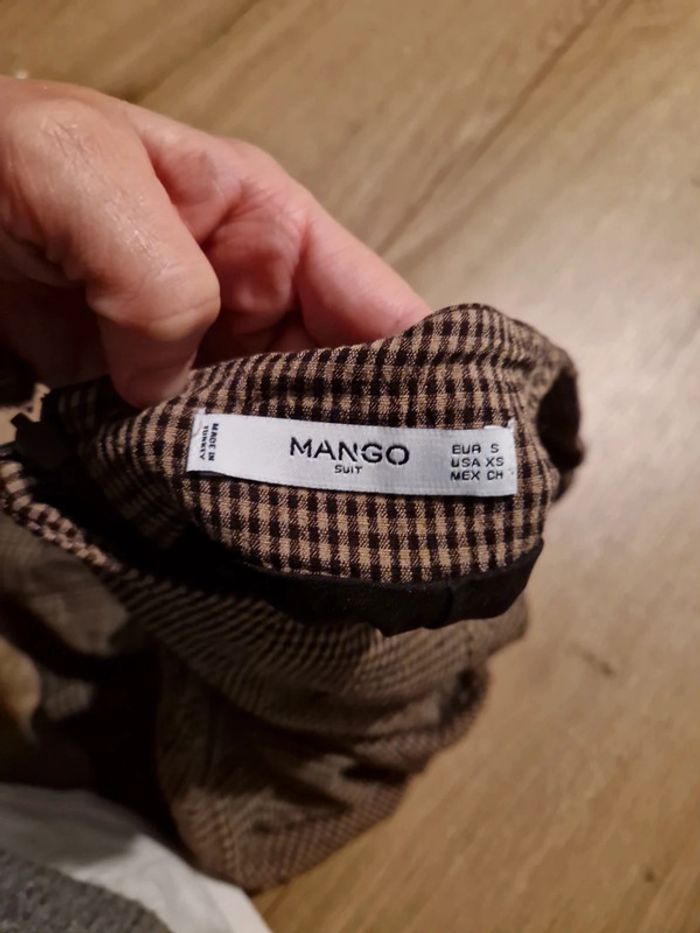 MADE IN
TURKEY
MANGO
SUIT
EUR S
USA XS
MEX CH